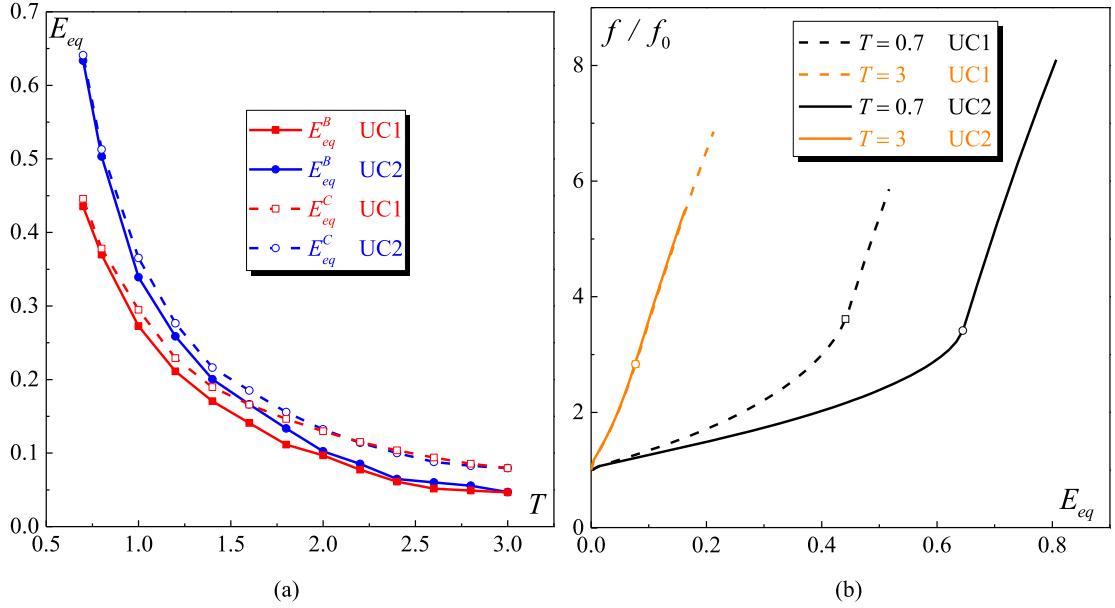 0.7
0.6
0.5
0.4
0.3
0.2
0.1
0.0
E_eq
E^B_eq UC1
E^B_eq UC2
E^C_eq UC1
E^C_eq UC2
T
0.5 1.0 1.5 2.0 2.5 3.0
(a)
f / f_0
8
6
4
2
0
T = 0.7 UC1
T = 3 UC1
T = 0.7 UC2
T = 3 UC2
E_eq
0.0 0.2 0.4 0.6 0.8
(b)